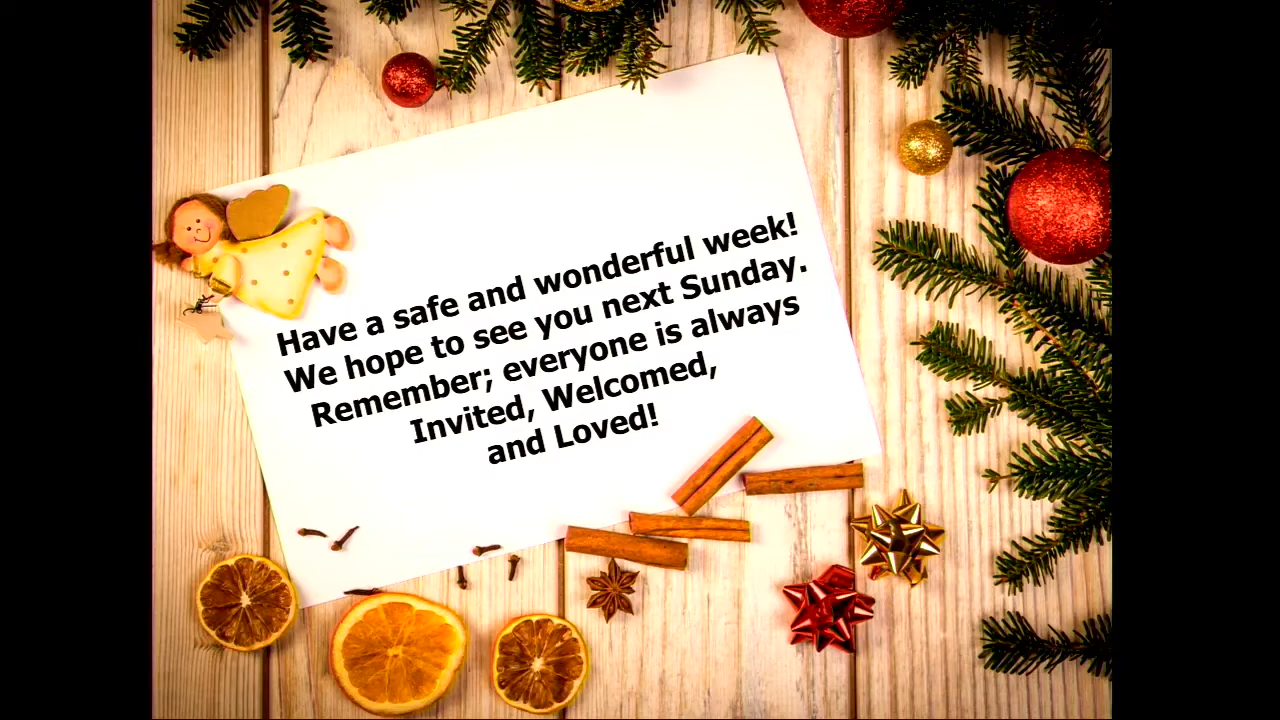 Have a safe and wonderful week!
We hope to see you next Sunday.
Remember; everyone is always
Invited, Welcomed,
and Loved!